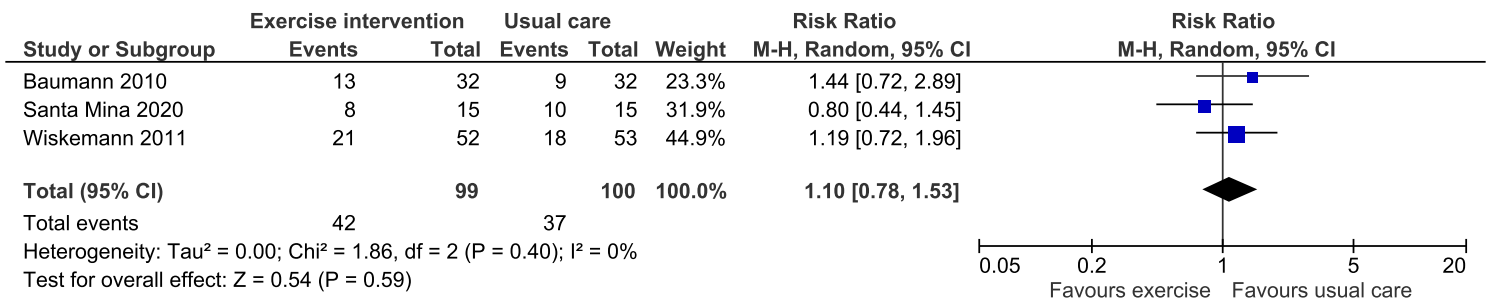 Exercise intervention Usual care Risk Ratio Risk Ratio
Study or Subgroup Events Total Events Total Weight M-H, Random, 95% CI M-H, Random, 95% CI
Baumann 2010 13 32 9 32 23.3% 1.44 [0.72, 2.89]
Santa Mina 2020 8 15 10 15 31.9% 0.80 [0.44, 1.45]
Wiskemann 2011 21 52 18 53 44.9% 1.19 [0.72, 1.96]
Total (95% CI) 99 100 100.0% 1.10 [0.78, 1.53]
Total events 42 37
Heterogeneity: Tau² = 0.00; Chi² = 1.86, df = 2 (P = 0.40); I² = 0%
Test for overall effect: Z = 0.54 (P = 0.59)
0.05 0.2 1 5 20
Favours exercise Favours usual care